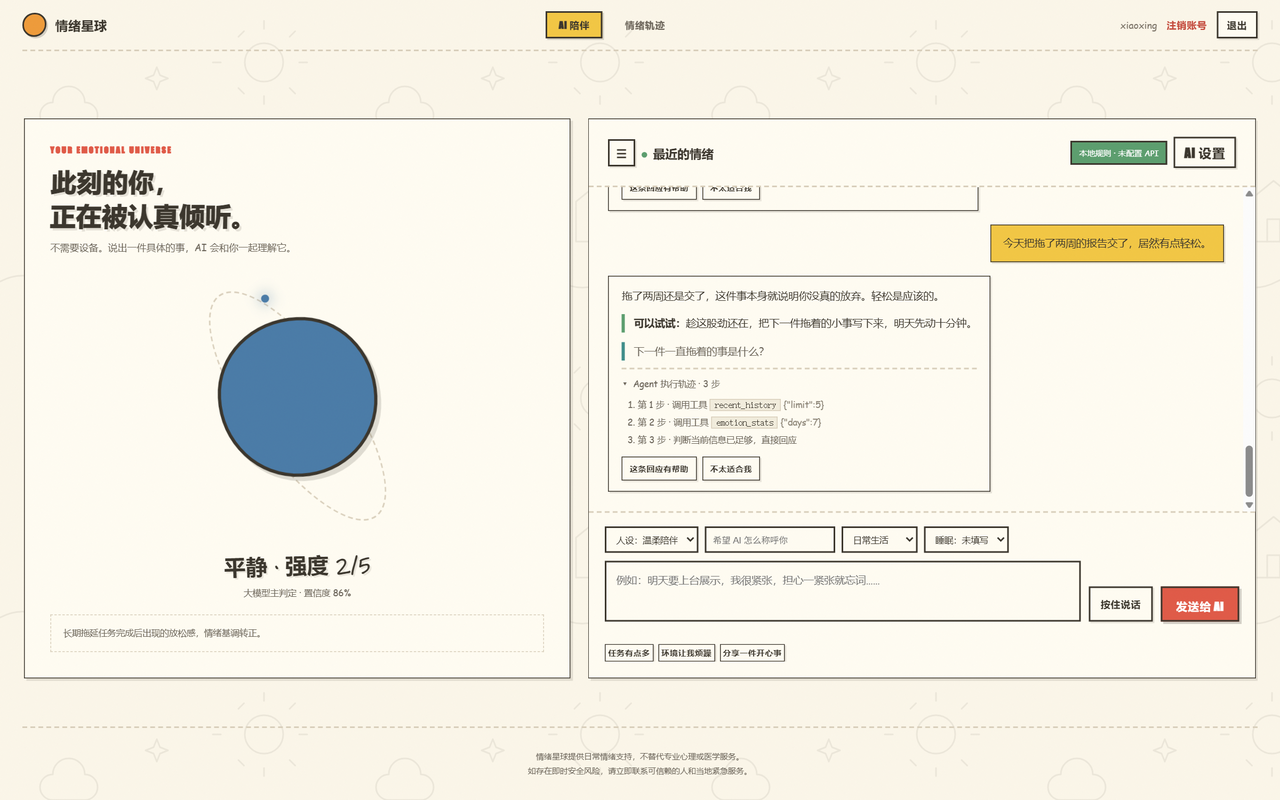 情绪星球
AI 陪伴
情绪轨迹
xiaoxing
注销账号
退出
YOUR EMOTIONAL UNIVERSE
此刻的你，
正在被认真倾听。
不需要设备。说出一件具体的事，AI 会和你一起理解它。
平静 · 强度 2/5
大模型主判定 · 置信度 86%
长期拖延任务完成后出现的放松感，情绪基调转正。
☰
最近的情绪
本地规则 · 未配置 API
AI 设置
这条回应有帮助
不太适合我
今天把拖了两周的报告交了，居然有点轻松。
拖了两周还是交了，这件事本身就说明你没真的放弃。轻松是应该的。
可以试试：趁这股劲还在，把下一件拖着的小事写下来，明天先动十分钟。
下一件一直拖着的事是什么？
Agent 执行轨迹 · 3 步
1. 第 1 步 · 调用工具 recent_history {"limit":5}
2. 第 2 步 · 调用工具 emotion_stats {"days":7}
3. 第 3 步 · 判断当前信息已足够，直接回应
这条回应有帮助
不太适合我
人设：温柔陪伴
希望 AI 怎么称呼你
日常生活
睡眠：未填写
例如：明天要上台展示，我很紧张，担心一紧张就忘词……
按住说话
发送给 AI
任务有点多
环境让我烦躁
分享一件开心事
情绪星球提供日常情绪支持，不替代专业心理或医学服务。
如存在即时安全风险，请立即联系可信赖的人和当地紧急服务。